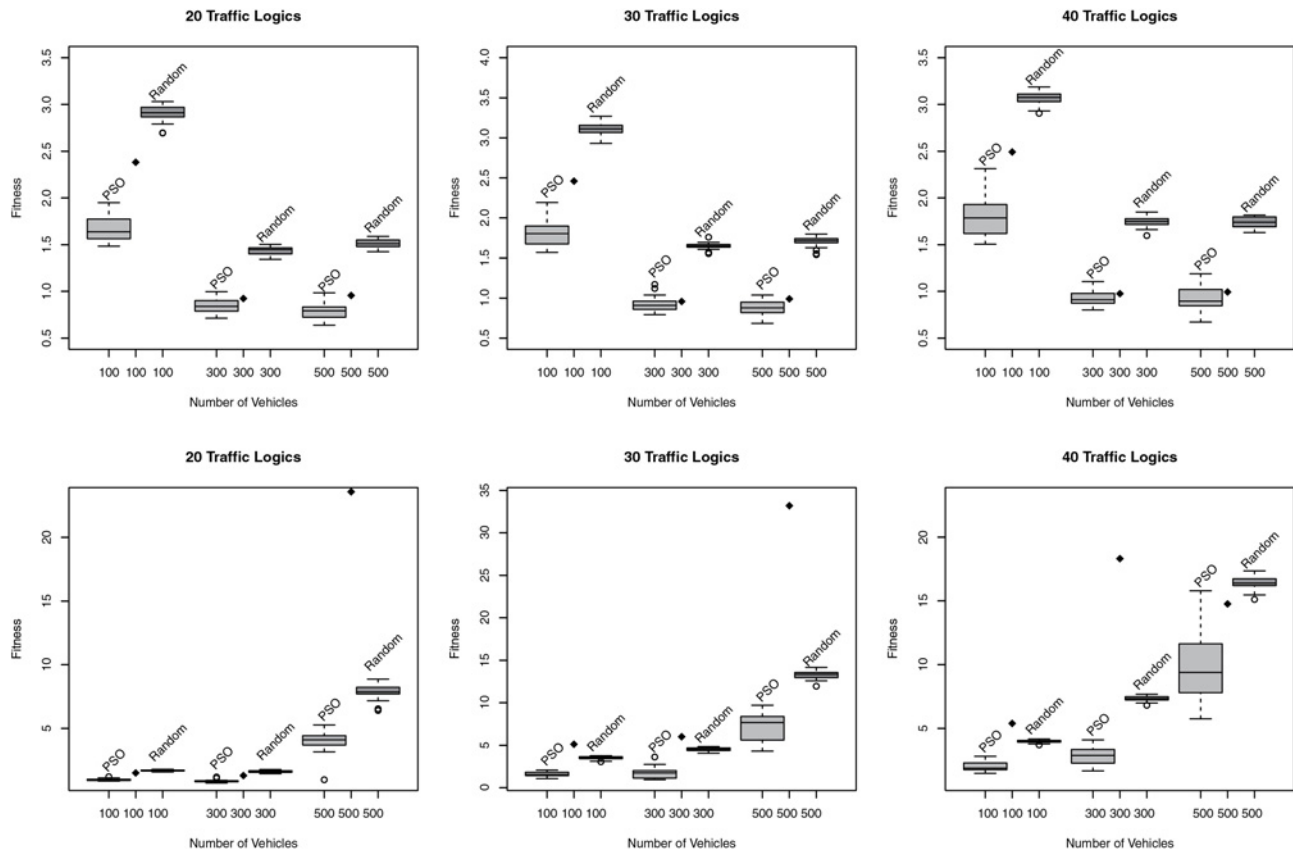 20 Traffic Logics
30 Traffic Logics
40 Traffic Logics
Fitness
3.5
3.0
2.5
2.0
1.5
1.0
0.5
PSO
Random
PSO
Random
PSO
Random
100 100 100 300 300 300 500 500 500
Number of Vehicles
Fitness
4.0
3.5
3.0
2.5
2.0
1.5
1.0
0.5
PSO
Random
PSO
Random
PSO
Random
100 100 100 300 300 300 500 500 500
Number of Vehicles
Fitness
3.5
3.0
2.5
2.0
1.5
1.0
0.5
PSO
Random
PSO
Random
PSO
Random
100 100 100 300 300 300 500 500 500
Number of Vehicles
20 Traffic Logics
30 Traffic Logics
40 Traffic Logics
Fitness
20
15
10
5
PSO
Random
PSO
Random
PSO
Random
100 100 100 300 300 300 500 500 500
Number of Vehicles
Fitness
35
30
25
20
15
10
5
0
PSO
Random
PSO
Random
PSO
Random
100 100 100 300 300 300 500 500 500
Number of Vehicles
Fitness
20
15
10
5
PSO
Random
PSO
Random
PSO
Random
100 100 100 300 300 300 500 500 500
Number of Vehicles